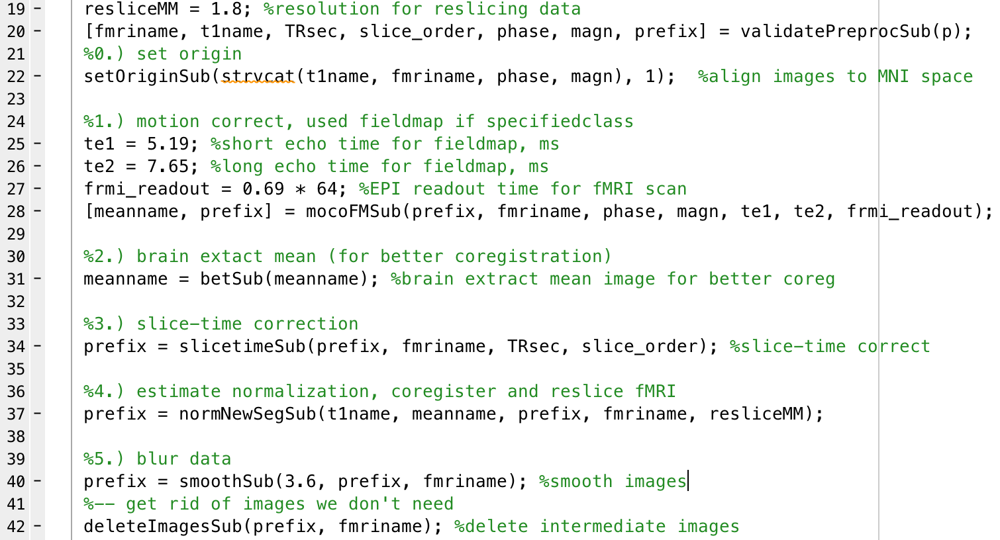 19 - resliceMM = 1.8; %resolution for reslicing data
20 - [fmriname, t1name, TRsec, slice_order, phase, magn, prefix] = validatePreprocSub(p);
21 %0.) set origin
22 - setOriginSub(strvcat(t1name, fmriname, phase, magn), 1);  %align images to MNI space
23
24 %1.) motion correct, used fieldmap if specifiedclass
25 - te1 = 5.19; %short echo time for fieldmap, ms
26 - te2 = 7.65; %long echo time for fieldmap, ms
27 - frmi_readout = 0.69 * 64; %EPI readout time for fMRI scan
28 - [meanname, prefix] = mocoFMSub(prefix, fmriname, phase, magn, te1, te2, frmi_readout);
29
30 %2.) brain extact mean (for better coregistration)
31 - meanname = betSub(meanname); %brain extract mean image for better coreg
32
33 %3.) slice-time correction
34 - prefix = slicetimeSub(prefix, fmriname, TRsec, slice_order); %slice-time correct
35
36 %4.) estimate normalization, coregister and reslice fMRI
37 - prefix = normNewSegSub(t1name, meanname, prefix, fmriname, resliceMM);
38
39 %5.) blur data
40 - prefix = smoothSub(3.6, prefix, fmriname); %smooth images
41 %-- get rid of images we don't need
42 - deleteImagesSub(prefix, fmriname); %delete intermediate images